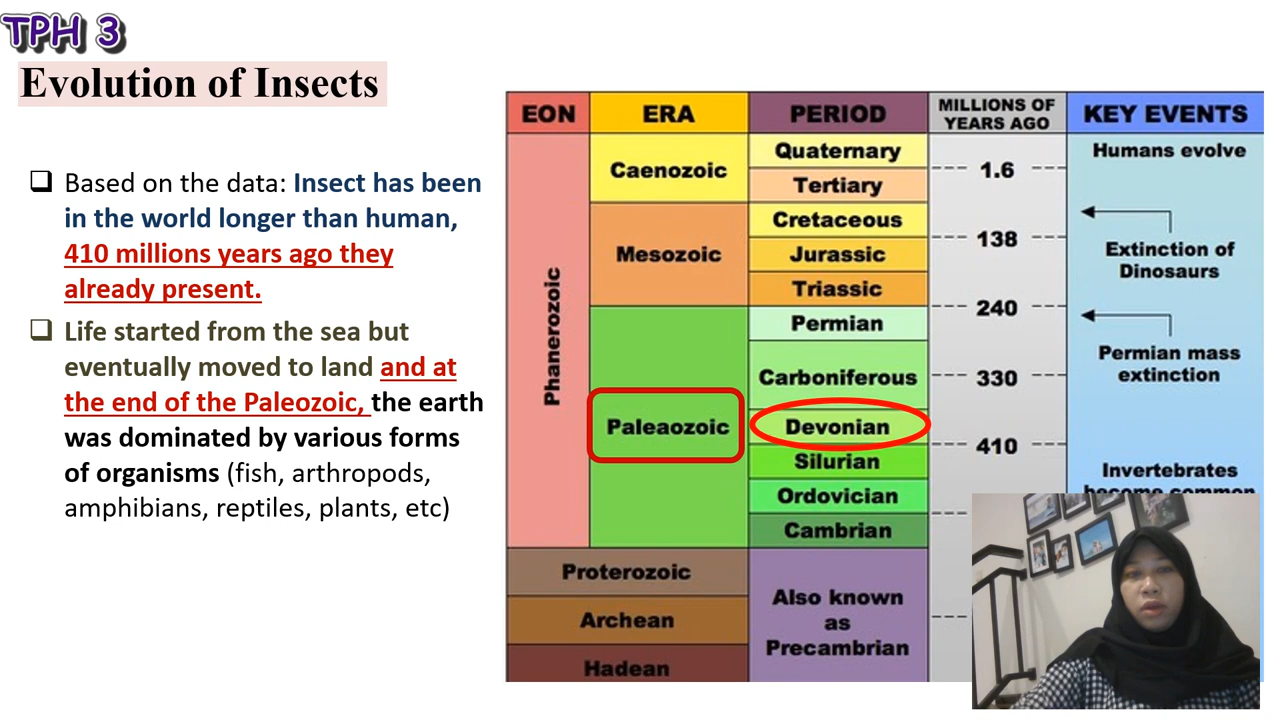 TPH 3
Evolution of Insects
Based on the data: Insect has been
in the world longer than human,
410 millions years ago they
already present.
Life started from the sea but
eventually moved to land and at
the end of the Paleozoic, the earth
was dominated by various forms
of organisms (fish, arthropods,
amphibians, reptiles, plants, etc)
EON
ERA
PERIOD
MILLIONS OF
YEARS AGO
KEY EVENTS
Phanerozoic
Caenozoic
Mesozoic
Paleaozoic
Quaternary
Tertiary
Cretaceous
Jurassic
Triassic
Permian
Carboniferous
Devonian
Silurian
Ordovician
Cambrian
1.6
138
240
330
410
Humans evolve
Extinction of
Dinosaurs
Permian mass
extinction
Invertebrates
become common
Proterozoic
Archean
Hadean
Also known
as
Precambrian